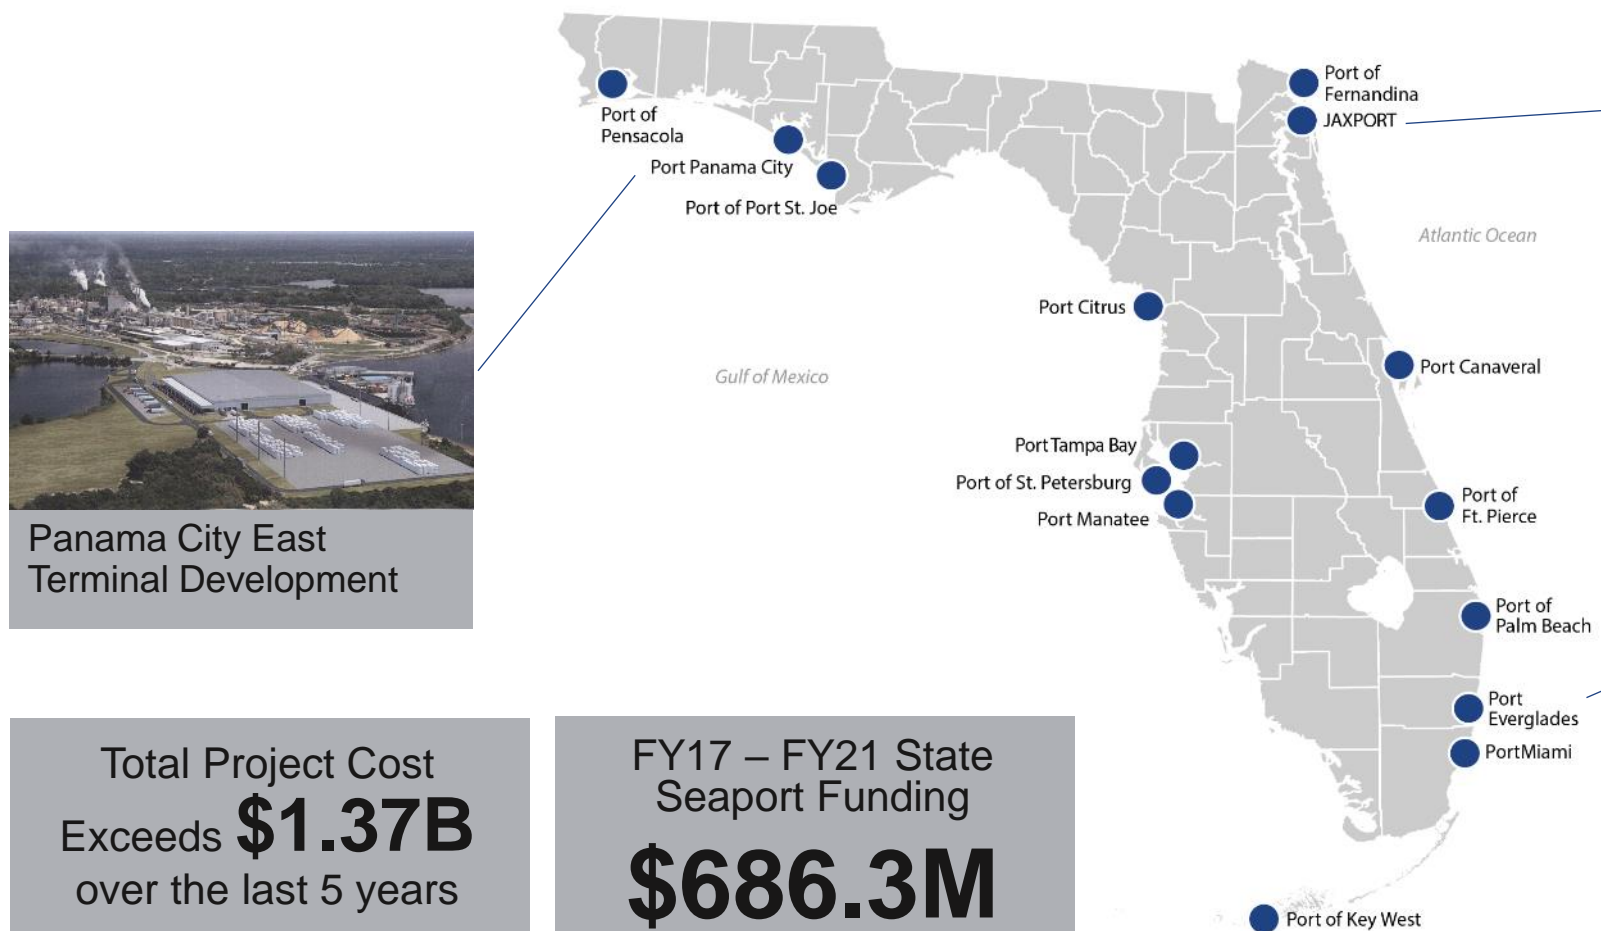 Port of
Pensacola
Port Panama City
Port of Port St. Joe
Port of
Fernandina
JAXPORT
Atlantic Ocean
Port Citrus
Gulf of Mexico
Port Canaveral
Port Tampa Bay
Port of St. Petersburg
Port Manatee
Port of
Ft. Pierce
Port of
Palm Beach
Port
Everglades
PortMiami
Port of Key West
Panama City East
Terminal Development
Total Project Cost
Exceeds $1.37B
over the last 5 years
FY17 – FY21 State
Seaport Funding
$686.3M